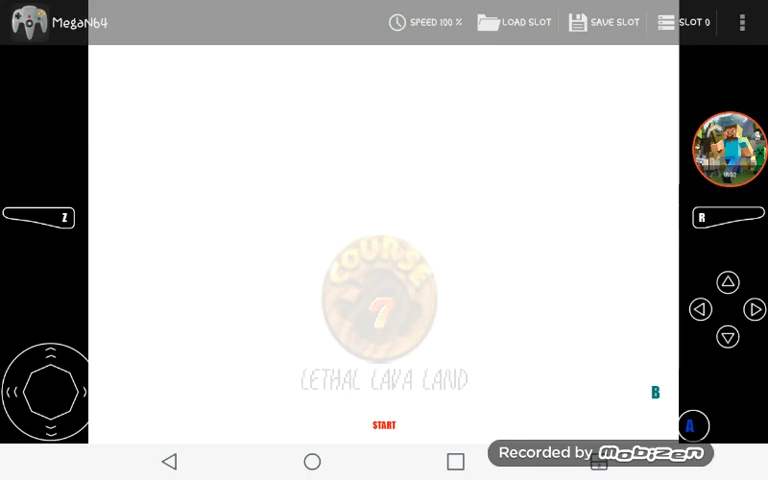 MegaN64
SPEED 100 %
LOAD SLOT
SAVE SLOT
SLOT 0
Z
R
COURSE
7
LETHAL LAVA LAND
B
START
A
Recorded by mobizen